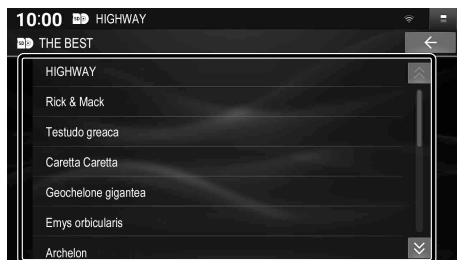 10:00 HIGHWAY
THE BEST
HIGHWAY
Rick & Mack
Testudo greaca
Caretta Caretta
Geochelone gigantea
Emys orbicularis
Archelon